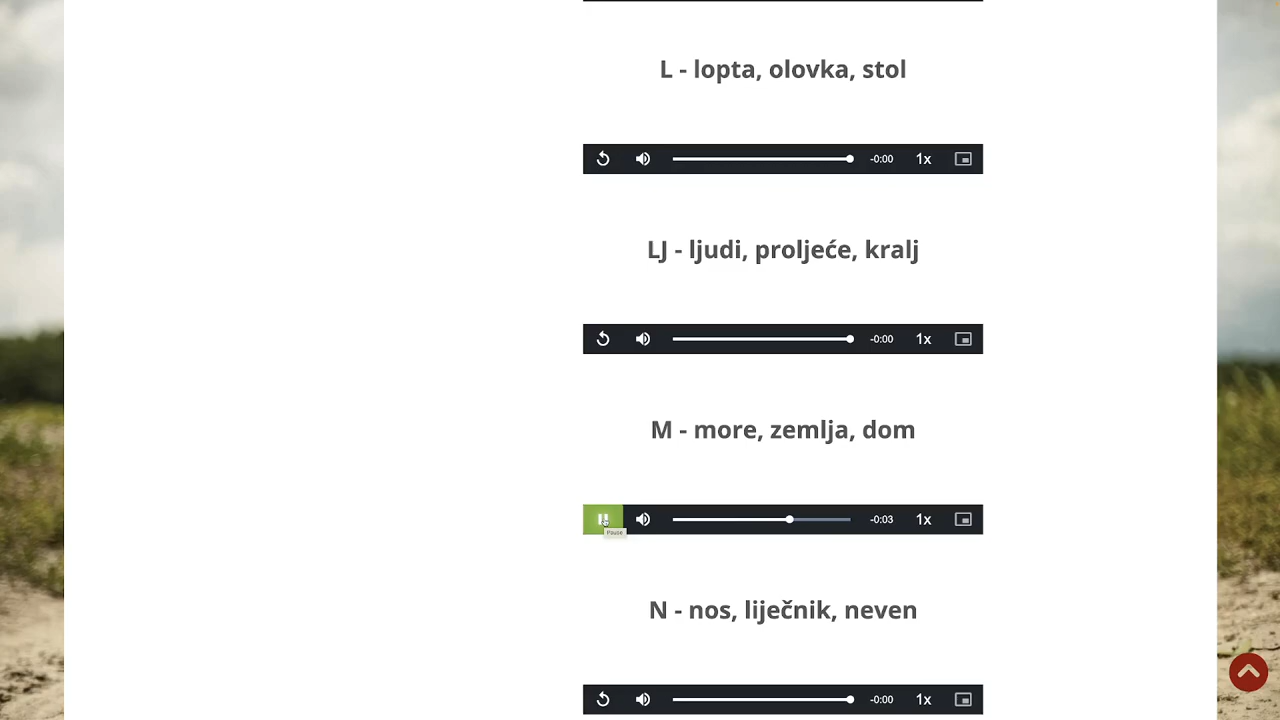 L - lopta, olovka, stol
-0:00
1x
LJ - ljudi, proljeće, kralj
-0:00
1x
M - more, zemlja, dom
-0:03
1x
Pause
N - nos, liječnik, neven
-0:00
1x